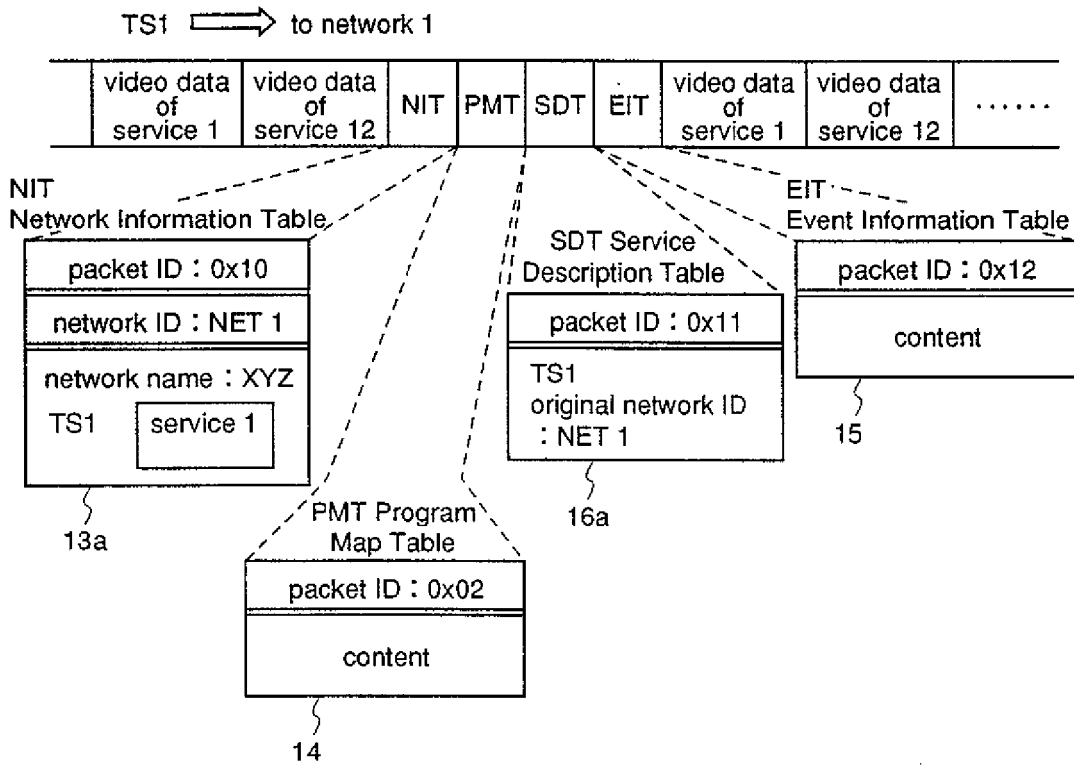 TS1 to network 1
video data of service 1
video data of service 12
NIT
PMT
SDT
EIT
video data of service 1
video data of service 12
······
NIT
Network Information Table
packet ID : 0x10
network ID : NET 1
network name : XYZ
TS1
service 1
13a
PMT Program
Map Table
packet ID : 0x02
content
14
SDT Service
Description Table
packet ID : 0x11
TS1
original network ID
: NET 1
16a
EIT
Event Information Table
packet ID : 0x12
content
15